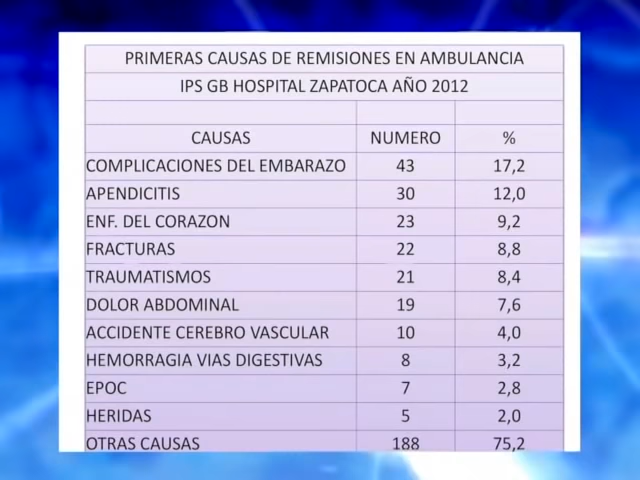 PRIMERAS CAUSAS DE REMISIONES EN AMBULANCIA
IPS GB HOSPITAL ZAPATOCA AÑO 2012
CAUSAS NUMERO %
COMPLICACIONES DEL EMBARAZO 43 17,2
APENDICITIS 30 12,0
ENF. DEL CORAZON 23 9,2
FRACTURAS 22 8,8
TRAUMATISMOS 21 8,4
DOLOR ABDOMINAL 19 7,6
ACCIDENTE CEREBRO VASCULAR 10 4,0
HEMORRAGIA VIAS DIGESTIVAS 8 3,2
EPOC 7 2,8
HERIDAS 5 2,0
OTRAS CAUSAS 188 75,2